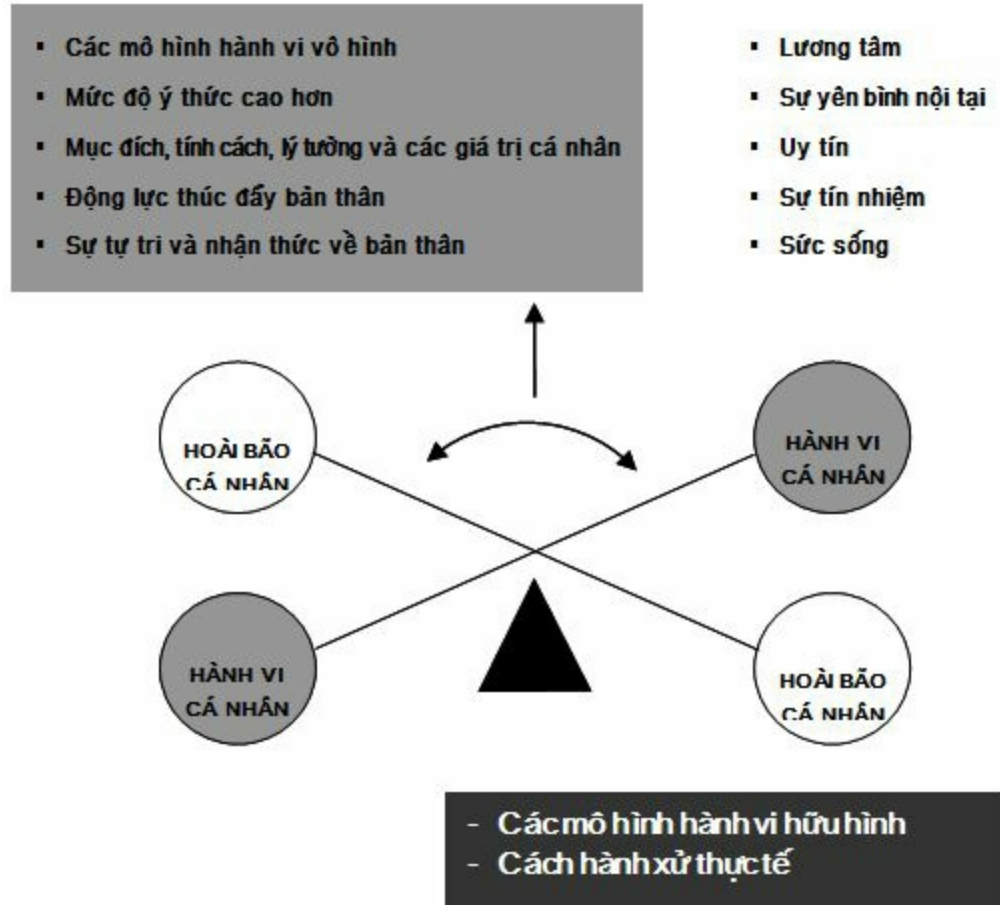 ▪ Các mô hình hành vi vô hình
▪ Mức độ ý thức cao hơn
▪ Mục đích, tính cách, lý tưởng và các giá trị cá nhân
▪ Động lực thúc đẩy bản thân
▪ Sự tự tri và nhận thức về bản thân
▪ Lương tâm
▪ Sự yên bình nội tại
▪ Uy tín
▪ Sự tín nhiệm
▪ Sức sống
HOÀI BÃO
CÁ NHÂN
HÀNH VI
CÁ NHÂN
HÀNH VI
CÁ NHÂN
HOÀI BÃO
CÁ NHÂN
- Các mô hình hành vi hữu hình
- Cách hành xử thực tế